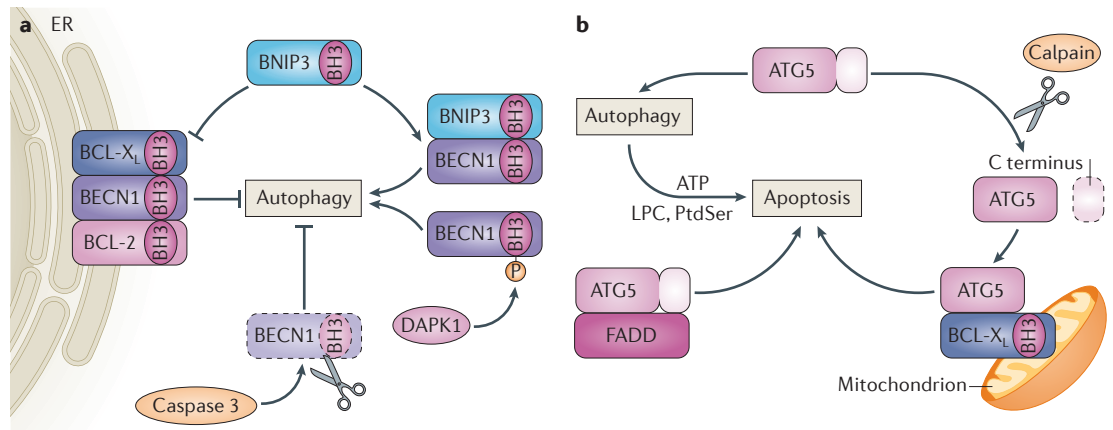 a ER
BNIP3 BH3
BCL-XL BH3
BECN1 BH3
BCL-2 BH3
Autophagy
BNIP3 BH3
BECN1 BH3
BECN1 BH3
P
DAPK1
BECN1 BH3
Caspase 3
b
ATG5
Calpain
Autophagy
ATP
LPC, PtdSer
Apoptosis
C terminus
ATG5
ATG5
FADD
ATG5
BCL-XL BH3
Mitochondrion